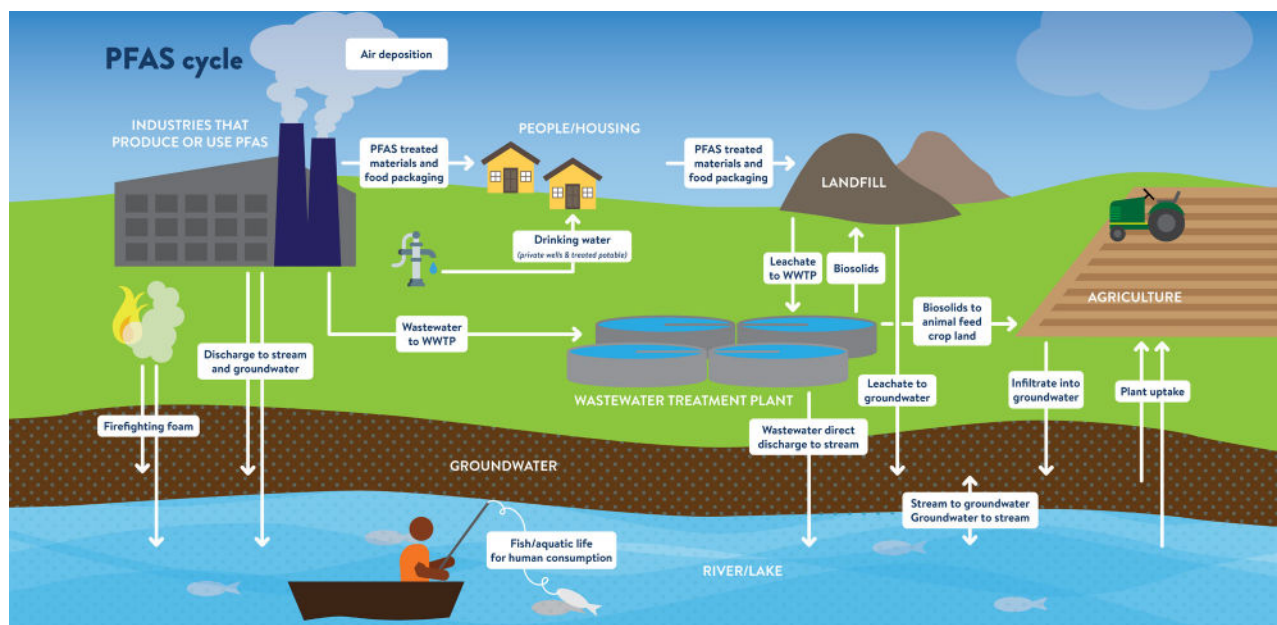 PFAS cycle
Air deposition
INDUSTRIES THAT
PRODUCE OR USE PFAS
PEOPLE/HOUSING
PFAS treated
materials and
food packaging
PFAS treated
materials and
food packaging
LANDFILL
Drinking water
(private wells & treated potable)
Leachate
to WWTP
Biosolids
AGRICULTURE
Biosolids to
animal feed
crop land
Wastewater
to WWTP
Discharge to stream
and groundwater
Leachate to
groundwater
Infiltrate into
groundwater
Plant uptake
WASTEWATER TREATMENT PLANT
Firefighting foam
Wastewater direct
discharge to stream
GROUNDWATER
Stream to groundwater
Groundwater to stream
Fish/aquatic life
for human consumption
RIVER/LAKE